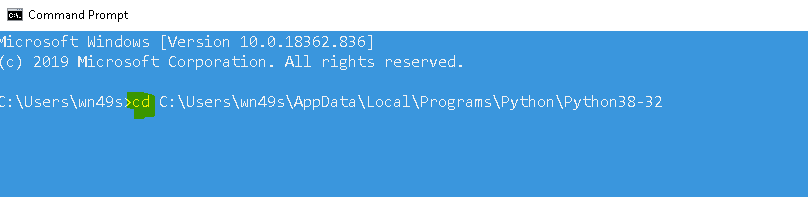 Command Prompt
Microsoft Windows [Version 10.0.18362.836]
(c) 2019 Microsoft Corporation. All rights reserved.
C:\Users\wn49s>cd C:\Users\wn49s\AppData\Local\Programs\Python\Python38-32